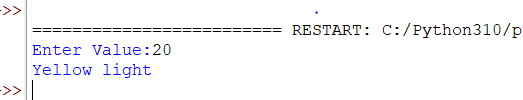 >>>
========================= RESTART: C:/Python310/p
Enter Value:20
Yellow light
>>>